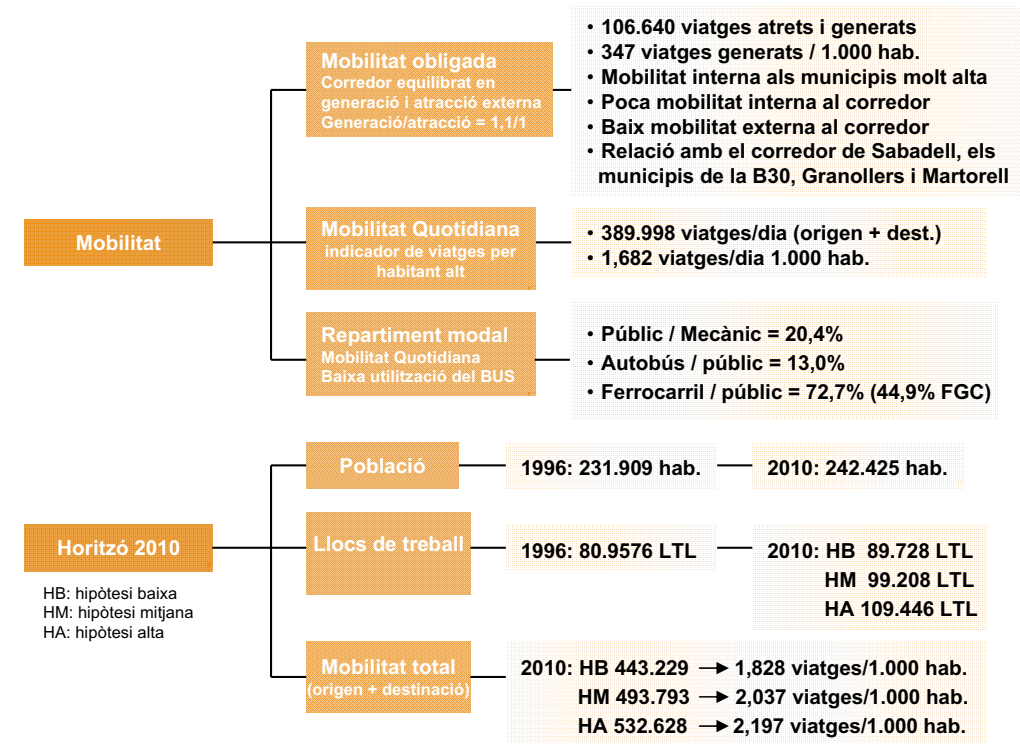 Mobilitat
Mobilitat obligada
Corredor equilibrat en
generació i atracció externa
Generació/atracció = 1,1/1
• 106.640 viatges atrets i generats
• 347 viatges generats / 1.000 hab.
• Mobilitat interna als municipis molt alta
• Poca mobilitat interna al corredor
• Baix mobilitat externa al corredor
• Relació amb el corredor de Sabadell, els
municipis de la B30, Granollers i Martorell
Mobilitat Quotidiana
indicador de viatges per
habitant alt
• 389.998 viatges/dia (origen + dest.)
• 1,682 viatges/dia 1.000 hab.
Repartiment modal
Mobilitat Quotidiana
Baixa utilització del BUS
• Públic / Mecànic = 20,4%
• Autobús / públic = 13,0%
• Ferrocarril / públic = 72,7% (44,9% FGC)
Horitzó 2010
HB: hipòtesi baixa
HM: hipòtesi mitjana
HA: hipòtesi alta
Població
1996: 231.909 hab.
2010: 242.425 hab.
Llocs de treball
1996: 80.9576 LTL
2010: HB 89.728 LTL
HM 99.208 LTL
HA 109.446 LTL
Mobilitat total
(origen + destinació)
2010: HB 443.229 → 1,828 viatges/1.000 hab.
HM 493.793 → 2,037 viatges/1.000 hab.
HA 532.628 → 2,197 viatges/1.000 hab.